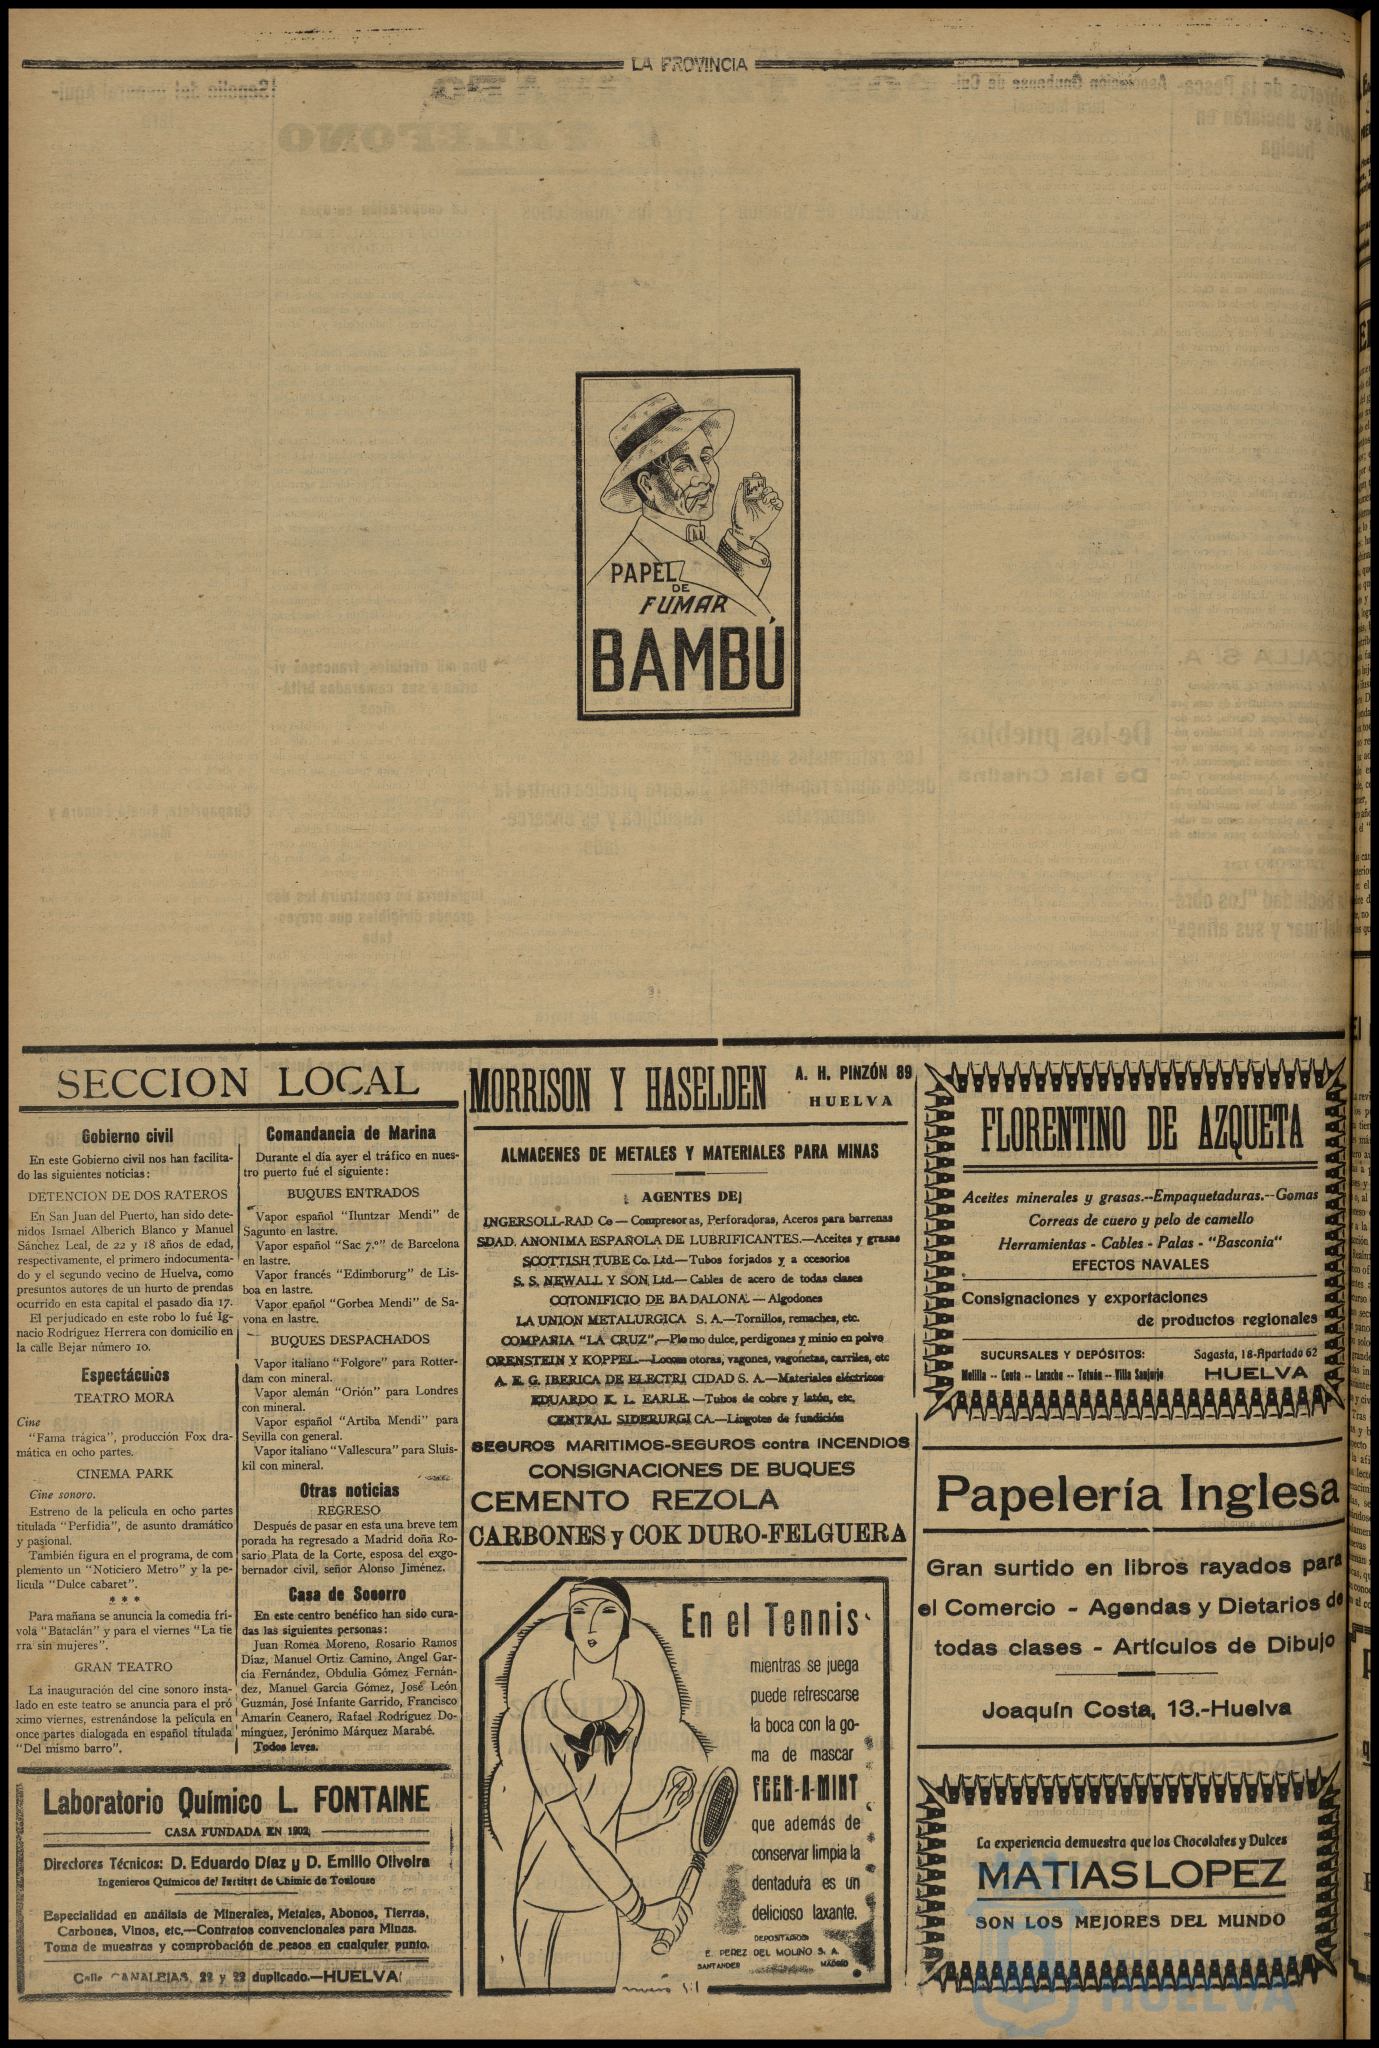 LA PROVINCIA
PAPEL
DE
FUMAR
BAMBÚ
SECCION LOCAL
Gobierno civil
En este Gobierno civil nos han facilita-
do las siguientes noticias:
DETENCION DE DOS RATEROS
En San Juan del Puerto, han sido dete-
nidos Ismael Alberich Blanco y Manuel
Sánchez Leal, de 22 y 18 años de edad,
respectivamente, el primero indocumenta-
do y el segundo vecino de Huelva, como
presuntos autores de un hurto de prendas
ocurrido en esta capital el pasado día 17.
El perjudicado en este robo lo fué Ig-
nacio Rodríguez Herrera con domicilio en
la calle Bejar número 10.
Espectáculos
TEATRO MORA
Cine
"Fama trágica", producción Fox dra-
mática en ocho partes.
CINEMA PARK
Cine sonoro.
Estreno de la película en ocho partes
titulada "Perfidia", de asunto dramático
y pasional.
También figura en el programa, de com
plemento un "Noticiero Metro" y la pe-
lícula "Dulce cabaret".
* * *
Para mañana se anuncia la comedia frí-
vola "Bataclán" y para el viernes "La tie
rra sin mujeres".
GRAN TEATRO
La inauguración del cine sonoro insta-
lado en este teatro se anuncia para el pró
ximo viernes, estrenándose la película en
once partes dialogada en español titulada
"Del mismo barro".
Comandancia de Marina
Durante el día ayer el tráfico en nues-
tro puerto fué el siguiente:
BUQUES ENTRADOS
Vapor español "Iluntzar Mendi" de
Sagunto en lastre.
Vapor español "Sac 7.º" de Barcelona
en lastre.
Vapor francés "Edimborurg" de Lis-
boa en lastre.
Vapor epañol "Gorbea Mendi" de Sa-
vona en lastre.
BUQUES DESPACHADOS
Vapor italiano "Folgore" para Rotter-
dam con mineral.
Vapor alemán "Orión" para Londres
con mineral.
Vapor español "Artiba Mendi" para
Sevilla con general.
Vapor italiano "Vallescura" para Sluis-
kil con mineral.
Otras noticias
REGRESO
Después de pasar en esta una breve tem
porada ha regresado a Madrid doña Ro-
sario Plata de la Corte, esposa del exgo-
bernador civil, señor Alonso Jiménez.
Casa de Socorro
En este centro benéfico han sido cura-
das las siguientes personas:
Juan Romea Moreno, Rosario Ramos
Díaz, Manuel Ortiz Camino, Angel Gar-
cía Fernández, Obdulia Gómez Fernán-
dez, Manuel García Gómez, José León
Guzmán, José Infante Garrido, Francisco
Amarin Ceanero, Rafael Rodríguez Do-
mínguez, Jerónimo Márquez Marabé.
Todos leves.
Laboratorio Químico L. FONTAINE
CASA FUNDADA EN 1902
Directores Técnicos: D. Eduardo Díaz y D. Emilio Oliveira
Ingenieros Químicos del Institut de Chimie de Toulouse
Especialidad en análisis de Minerales, Metales, Abonos, Tierras,
Carbones, Vinos, etc.—Contratos convencionales para Minas.
Toma de muestras y comprobación de pesos en cualquier punto.
Calle CANALEJAS, 22 y 22 duplicado.—HUELVA
MORRISON Y HASELDEN
A. H. PINZÓN 89
HUELVA
ALMACENES DE METALES Y MATERIALES PARA MINAS
AGENTES DE
INGERSOLL-RAD Co — Compresoras, Perforadoras, Aceros para barrenas
SDAD. ANONIMA ESPAÑOLA DE LUBRIFICANTES.—Aceites y grasas
SCOTTISH TUBE Co. Ltd.— Tubos forjados y a ccesorios
S. S. NEWALL Y SON Ltd.— Cables de acero de todas clases
COTONIFICIO DE BADALONA — Algodones
LA UNION METALURGICA S. A.—Tornillos, remaches, etc.
COMPAÑIA "LA CRUZ".—Plomo dulce, perdigones y minio en polvo
ORENSTEIN Y KOPPEL.—Locomotoras, vagones, vagonetas, carriles, etc
A. E. G. IBERICA DE ELECTRICIDAD S. A.—Materiales eléctricos
EDUARDO K. L. EARLE.—Tubos de cobre y latón, etc.
CENTRAL SIDERURGICA.—Lingotes de fundición
SEGUROS MARITIMOS-SEGUROS contra INCENDIOS
CONSIGNACIONES DE BUQUES
CEMENTO REZOLA
CARBONES y COK DURO-FELGUERA
En el Tennis
mientras se juega
puede refrescarse
la boca con la go-
ma de mascar
FEEN-A-MINT
que además de
conservar limpia la
dentadura es un
delicioso laxante.
DEPOSITARIOS
E. PEREZ DEL MOLINO S. A.
SANTANDER MADRID
FLORENTINO DE AZQUETA
Aceites minerales y grasas.--Empaquetaduras.--Gomas
Correas de cuero y pelo de camello
Herramientas - Cables - Palas - "Basconia"
EFECTOS NAVALES
Consignaciones y exportaciones
de productos regionales
SUCURSALES Y DEPÓSITOS:
Melilla -- Ceuta -- Larache -- Tetuán -- Villa Sanjurjo
Sagasta, 18-Apartado 62
HUELVA
Papelería Inglesa
Gran surtido en libros rayados para
el Comercio - Agendas y Dietarios de
todas clases - Artículos de Dibujo
Joaquín Costa, 13.-Huelva
La experiencia demuestra que los Chocolates y Dulces
MATIAS LOPEZ
SON LOS MEJORES DEL MUNDO
HUELVA